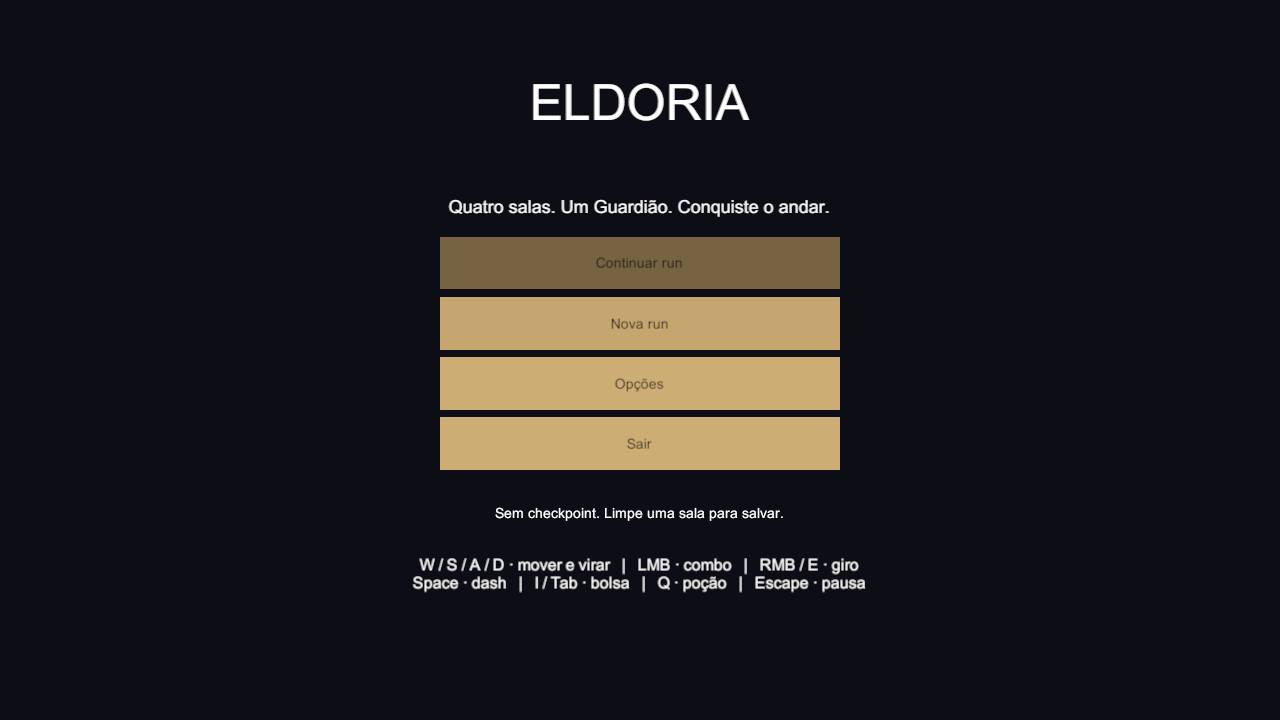 ELDORIA
Quatro salas. Um Guardião. Conquiste o andar.
Continuar run
Nova run
Opções
Sair
Sem checkpoint. Limpe uma sala para salvar.
W / S / A / D · mover e virar | LMB · combo | RMB / E · giro
Space · dash | I / Tab · bolsa | Q · poção | Escape · pausa